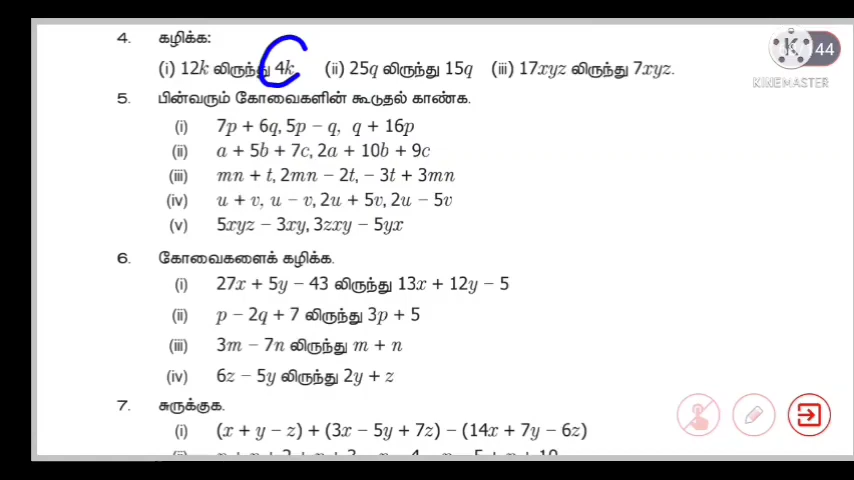 4. கழிக்க:
(i) 12k லிருந்து 4k. (ii) 25q லிருந்து 15q (iii) 17xyz லிருந்து 7xyz.
44
KINEMASTER
5. பின்வரும் கோவைகளின் கூடுதல் காண்க.
(i) 7p + 6q, 5p − q, q + 16p
(ii) a + 5b + 7c, 2a + 10b + 9c
(iii) mn + t, 2mn − 2t, − 3t + 3mn
(iv) u + v, u − v, 2u + 5v, 2u − 5v
(v) 5xyz − 3xy, 3zxy − 5yx
6. கோவைகளைக் கழிக்க.
(i) 27x + 5y − 43 லிருந்து 13x + 12y − 5
(ii) p − 2q + 7 லிருந்து 3p + 5
(iii) 3m − 7n லிருந்து m + n
(iv) 6z − 5y லிருந்து 2y + z
7. சுருக்குக.
(i) (x + y − z) + (3x − 5y + 7z) − (14x + 7y − 6z)